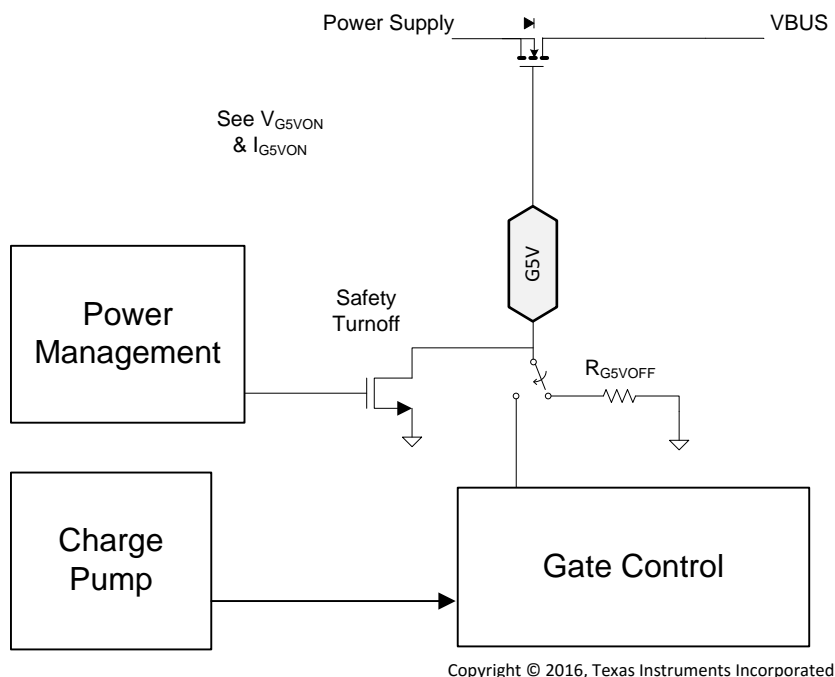 Power Supply
VBUS
See VG5VON
& IG5VON
G5V
Power
Management
Safety
Turnoff
RG5VOFF
Charge
Pump
Gate Control
Copyright © 2016, Texas Instruments Incorporated